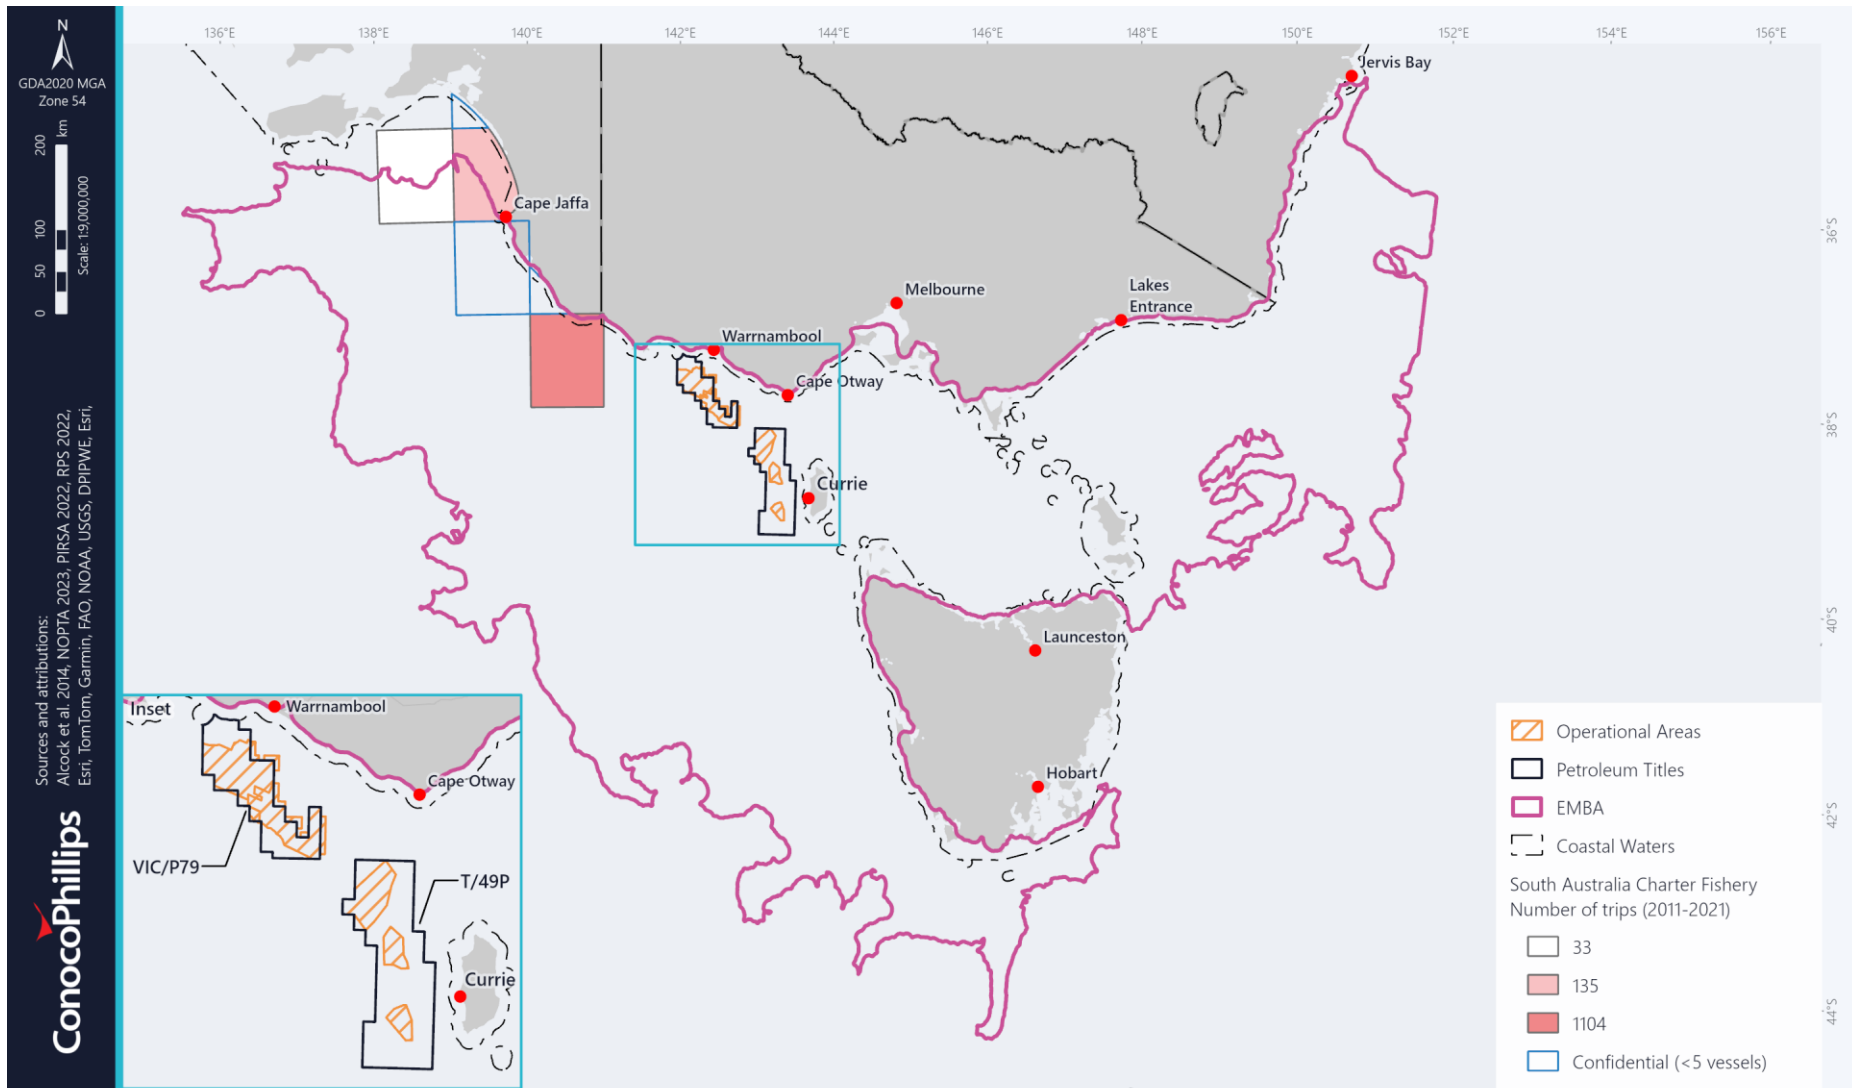 N
GDA2020 MGA
Zone 54
0 50 100 200 km
Scale: 1:9,000,000
Sources and attributions:
Alcock et al. 2014, NOPTA 2023, PIRSA 2022, RPS 2022,
Esri, TomTom, Garmin, FAO, NOAA, USGS, DPIPWE, Esri,
ConocoPhillips
136°E
138°E
140°E
142°E
144°E
146°E
148°E
150°E
152°E
154°E
156°E
36°S
38°S
40°S
42°S
44°S
Jervis Bay
Cape Jaffa
Melbourne
Lakes
Entrance
Warrnambool
Cape Otway
Currie
Launceston
Hobart
Inset
Warrnambool
Cape Otway
VIC/P79
T/49P
Currie
Operational Areas
Petroleum Titles
EMBA
Coastal Waters
South Australia Charter Fishery
Number of trips (2011-2021)
33
135
1104
Confidential (<5 vessels)